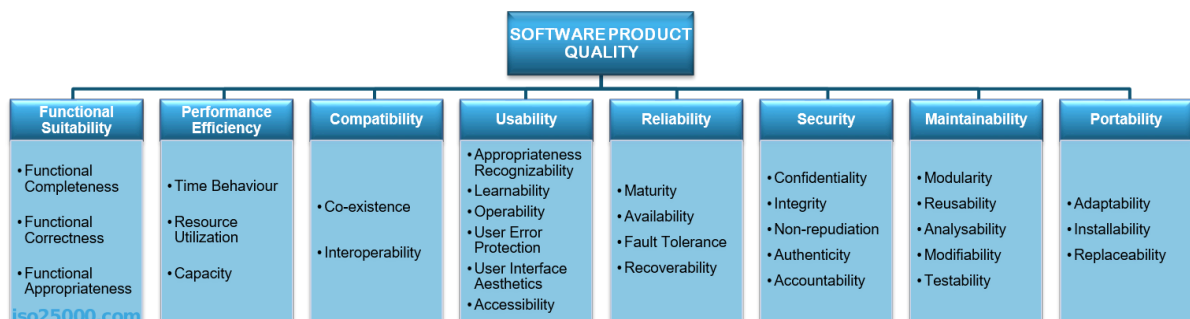 SOFTWARE PRODUCT
QUALITY
Functional
Suitability
• Functional
Completeness
• Functional
Correctness
• Functional
Appropriateness
iso25000.com
Performance
Efficiency
• Time Behaviour
• Resource
Utilization
• Capacity
Compatibility
• Co-existence
• Interoperability
Usability
• Appropriateness
Recognizability
• Learnability
• Operability
• User Error
Protection
• User Interface
Aesthetics
• Accessibility
Reliability
• Maturity
• Availability
• Fault Tolerance
• Recoverability
Security
• Confidentiality
• Integrity
• Non-repudiation
• Authenticity
• Accountability
Maintainability
• Modularity
• Reusability
• Analysability
• Modifiability
• Testability
Portability
• Adaptability
• Installability
• Replaceability